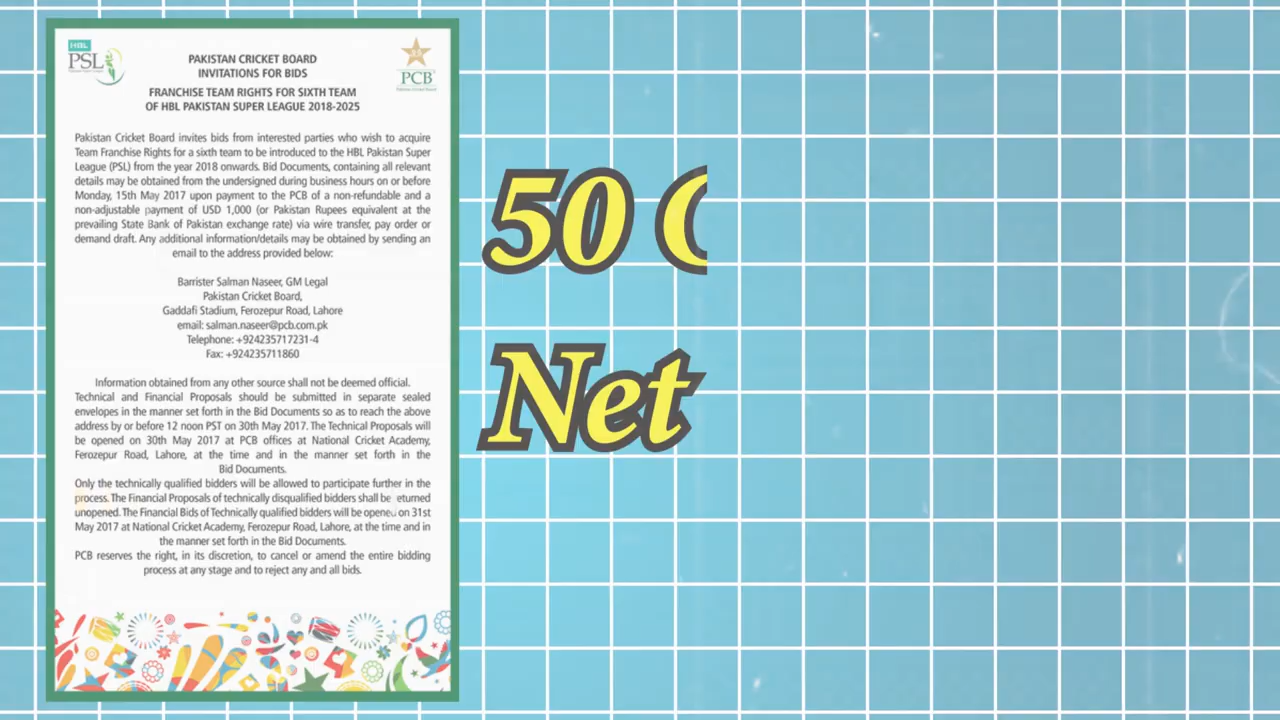 HBL
PSL
PCB
PAKISTAN CRICKET BOARD
INVITATIONS FOR BIDS
FRANCHISE TEAM RIGHTS FOR SIXTH TEAM
OF HBL PAKISTAN SUPER LEAGUE 2018-2025
Pakistan Cricket Board invites bids from interested parties who wish to acquire
Team Franchise Rights for a sixth team to be introduced to the HBL Pakistan Super
League (PSL) from the year 2018 onwards. Bid Documents, containing all relevant
details may be obtained from the undersigned during business hours on or before
Monday, 15th May 2017 upon payment to the PCB of a non-refundable and a
non-adjustable payment of USD 1,000 (or Pakistan Rupees equivalent at the
prevailing State Bank of Pakistan exchange rate) via wire transfer, pay order or
demand draft. Any additional information/details may be obtained by sending an
email to the address provided below:
Barrister Salman Naseer, GM Legal
Pakistan Cricket Board,
Gaddafi Stadium, Ferozepur Road, Lahore
email: salman.naseer@pcb.com.pk
Telephone: +924235717231-4
Fax: +924235711860
Information obtained from any other source shall not be deemed official.
Technical and Financial Proposals should be submitted in separate sealed
envelopes in the manner set forth in the Bid Documents so as to reach the above
address by or before 12 noon PST on 30th May 2017. The Technical Proposals will
be opened on 30th May 2017 at PCB offices at National Cricket Academy,
Ferozepur Road, Lahore, at the time and in the manner set forth in the
Bid Documents.
Only the technically qualified bidders will be allowed to participate further in the
process. The Financial Proposals of technically disqualified bidders shall be eturned
unopened. The Financial Bids of Technically qualified bidders will be opened on 31st
May 2017 at National Cricket Academy, Ferozepur Road, Lahore, at the time and in
the manner set forth in the Bid Documents.
PCB reserves the right, in its discretion, to cancel or amend the entire bidding
process at any stage and to reject any and all bids.
50
Net